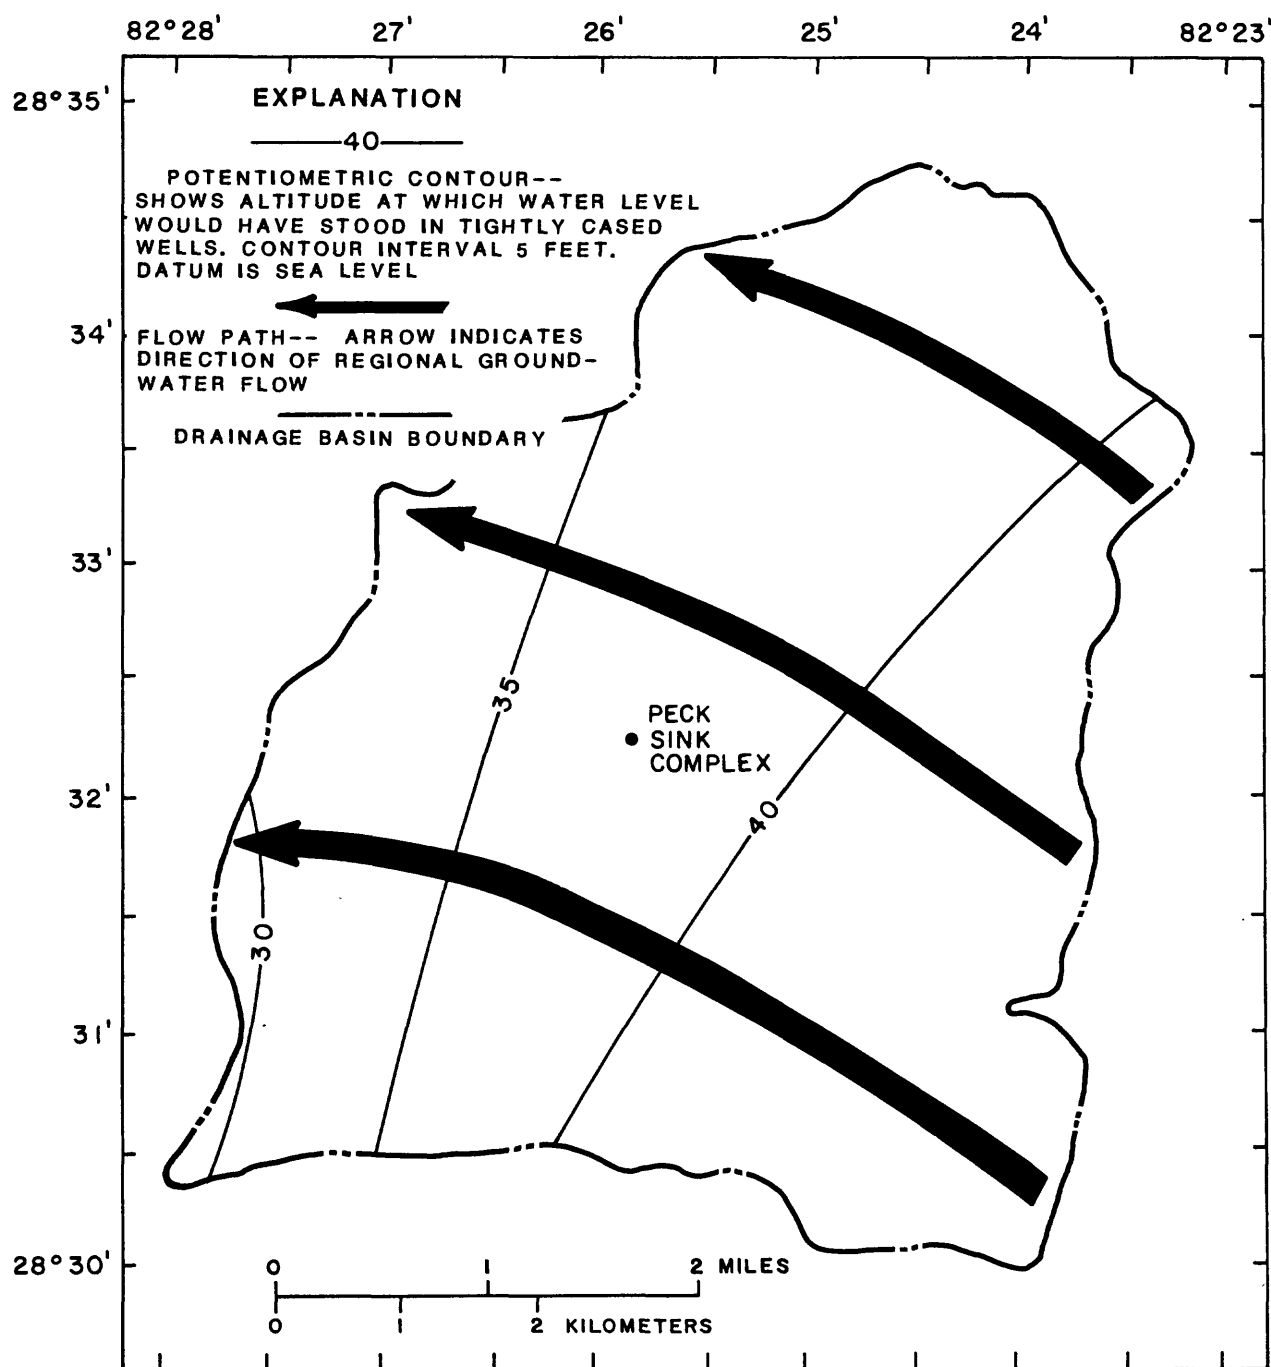 82°28' 27' 26' 25' 24' 82°23'
28°35'
EXPLANATION
40
POTENTIOMETRIC CONTOUR--
SHOWS ALTITUDE AT WHICH WATER LEVEL
WOULD HAVE STOOD IN TIGHTLY CASED
WELLS. CONTOUR INTERVAL 5 FEET.
DATUM IS SEA LEVEL
34'
FLOW PATH-- ARROW INDICATES
DIRECTION OF REGIONAL GROUND-
WATER FLOW
DRAINAGE BASIN BOUNDARY
33'
35
PECK
SINK
COMPLEX
32'
40
30
31'
28°30'
0 1 2 MILES
0 1 2 KILOMETERS